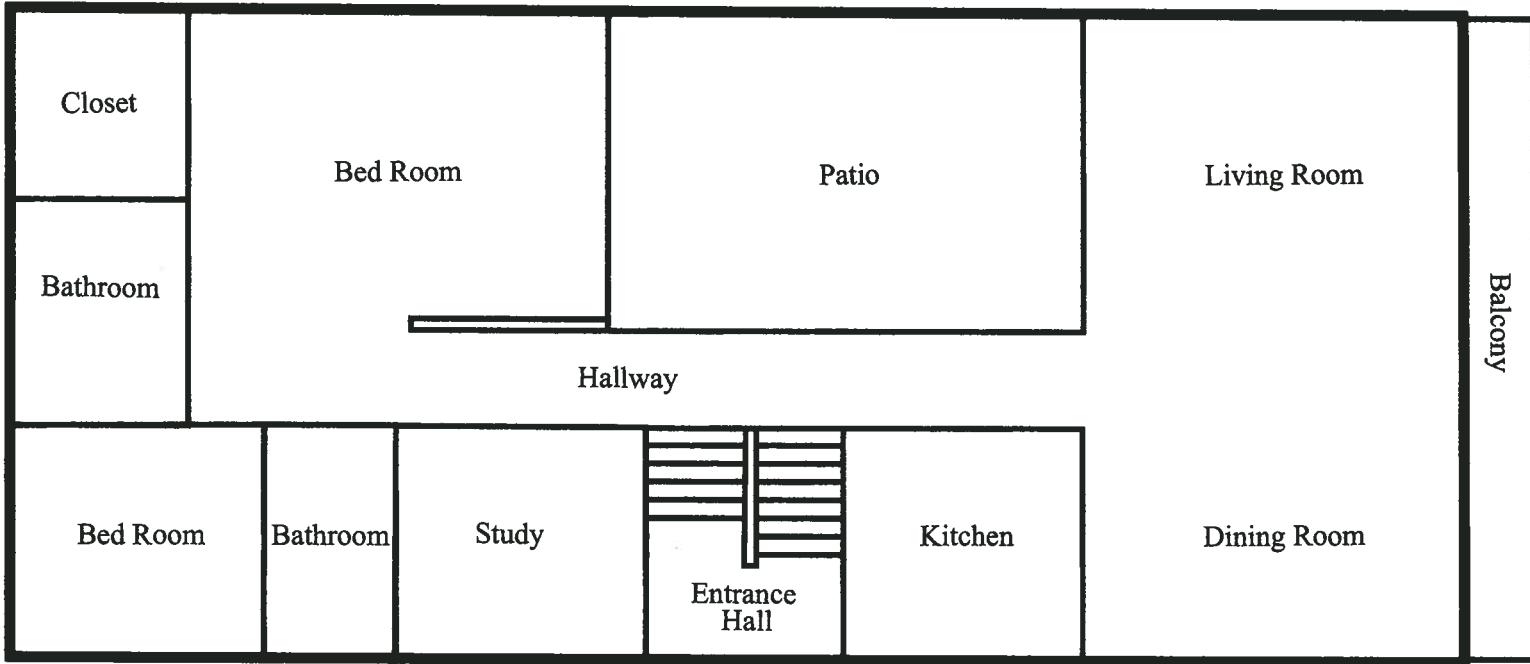 Closet
Bed Room
Patio
Living Room
Bathroom
Balcony
Hallway
Bed Room
Bathroom
Study
Kitchen
Dining Room
Entrance
Hall